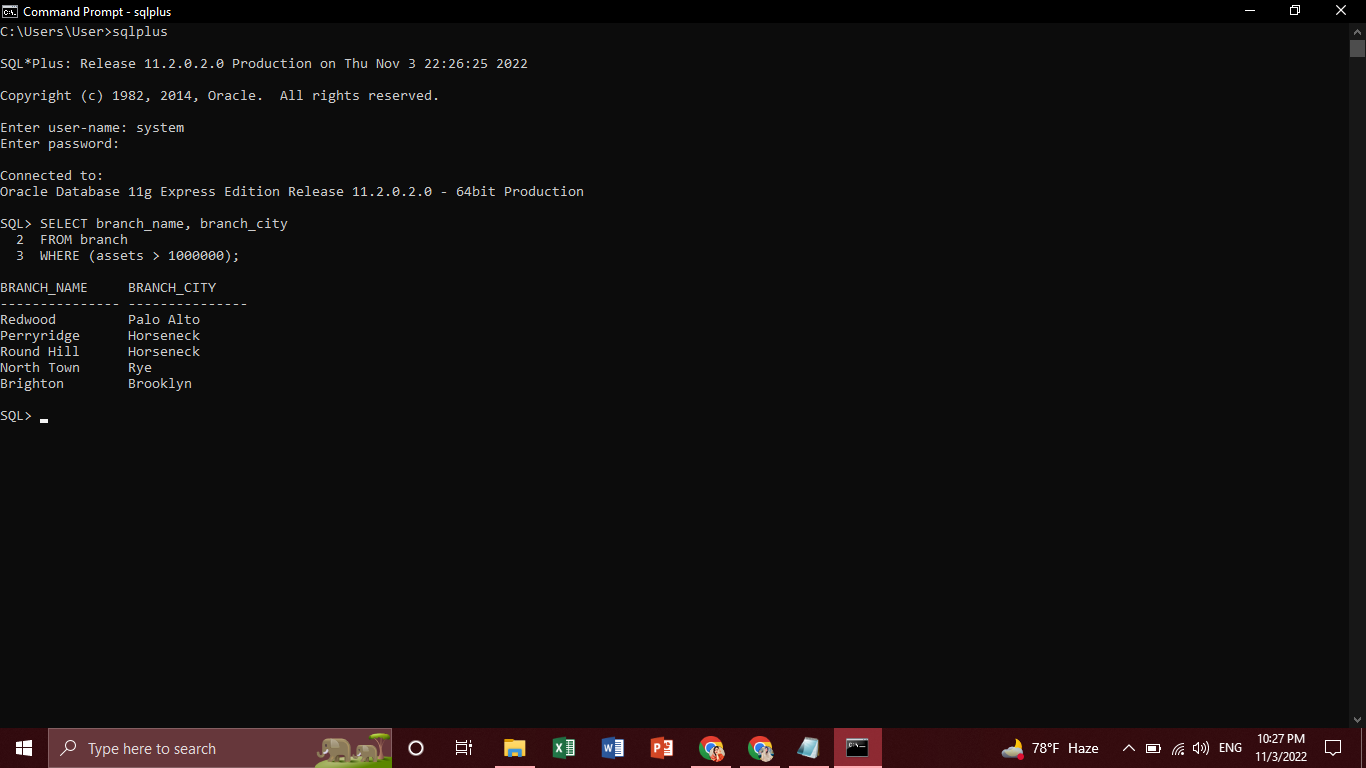 Command Prompt - sqlplus
C:\Users\User>sqlplus
SQL*Plus: Release 11.2.0.2.0 Production on Thu Nov 3 22:26:25 2022
Copyright (c) 1982, 2014, Oracle.  All rights reserved.
Enter user-name: system
Enter password:
Connected to:
Oracle Database 11g Express Edition Release 11.2.0.2.0 - 64bit Production
SQL> SELECT branch_name, branch_city
  2  FROM branch
  3  WHERE (assets > 1000000);
BRANCH_NAME     BRANCH_CITY
--------------- ---------------
Redwood         Palo Alto
Perryridge      Horseneck
Round Hill      Horseneck
North Town      Rye
Brighton        Brooklyn
SQL>
Type here to search
78°F Haze
ENG
10:27 PM
11/3/2022